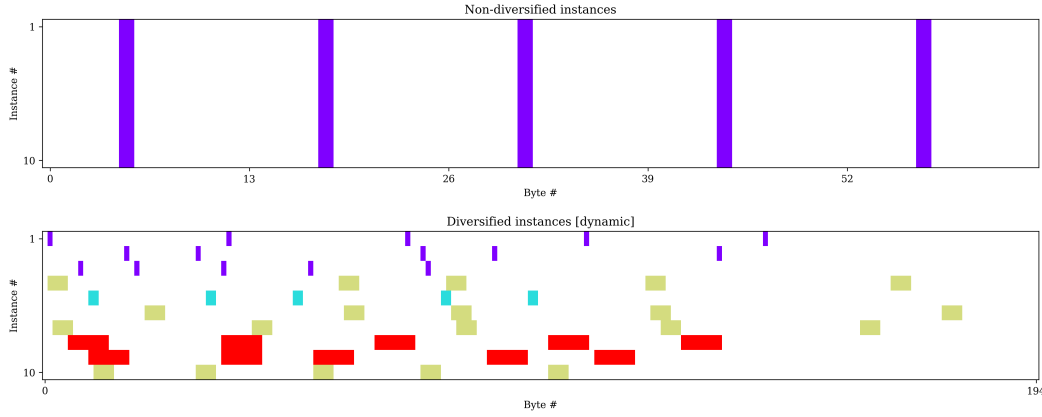 Non-diversified instances
1
Instance #
10
0 13 26 39 52
Byte #
Diversified instances [dynamic]
1
Instance #
10
0 194
Byte #